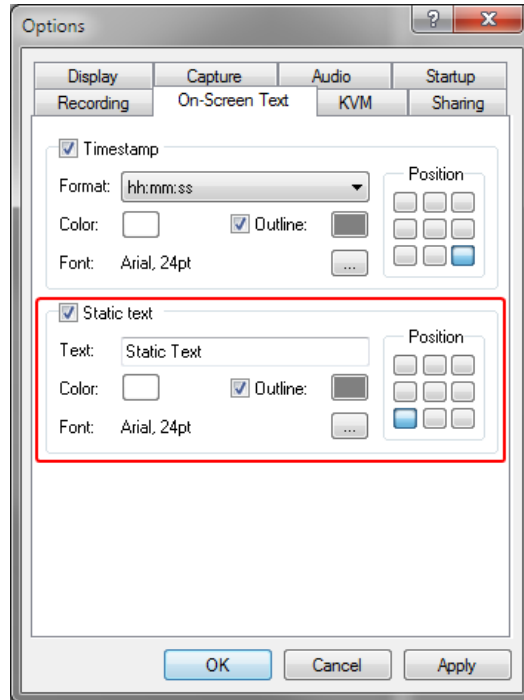 Options
?
Display Capture Audio Startup
Recording On-Screen Text KVM Sharing
Timestamp
Format: hh:mm:ss
Position
Color: Outline:
Font: Arial, 24pt ...
Static text
Text: Static Text
Position
Color: Outline:
Font: Arial, 24pt ...
OK Cancel Apply